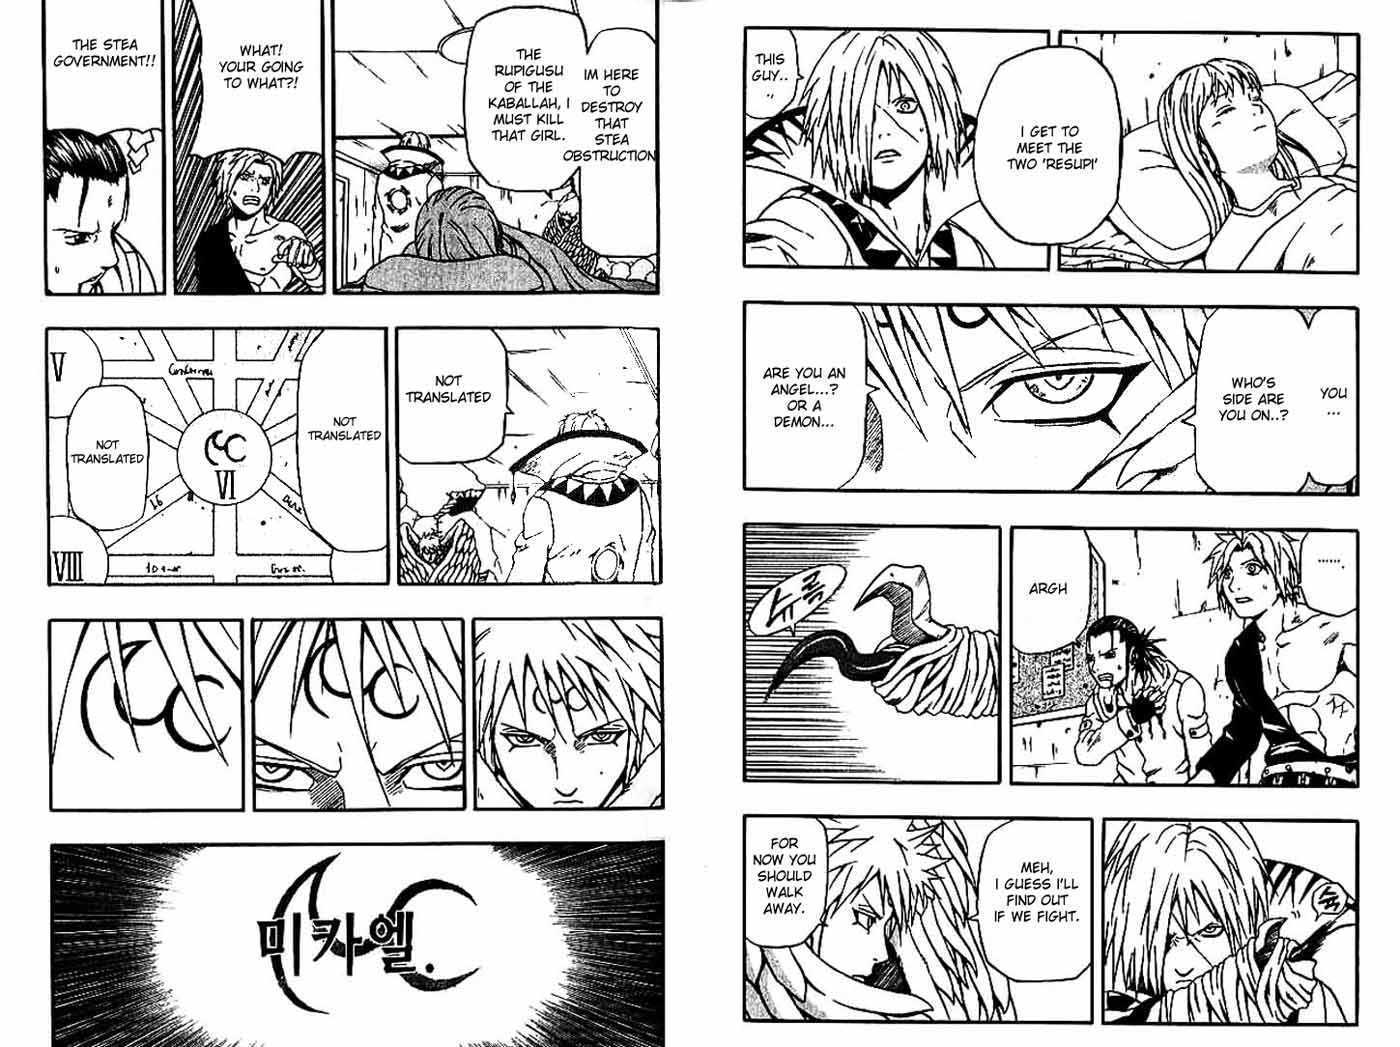 I GET TO
MEET THE
TWO 'RESUPI'
THIS
GUY..
..
YOU
...
WHO'S
SIDE ARE
YOU ON..?
ARE YOU AN
ANGEL...?
OR A
DEMON...
......
ARGH
MEH,
I GUESS I'LL
FIND OUT
IF WE FIGHT.
FOR
NOW YOU
SHOULD
WALK
AWAY.
IM HERE
TO
DESTROY
THAT
STEA
OBSTRUCTION
THE
RUPIGUSU
OF THE
KABALLAH, I
MUST KILL
THAT GIRL.
WHAT!
YOUR GOING
TO WHAT?!
THE STEA
GOVERNMENT!!
NOT
TRANSLATED
NOT
TRANSLATED
NOT
TRANSLATED
V
VI
16
VIII
미카엘.